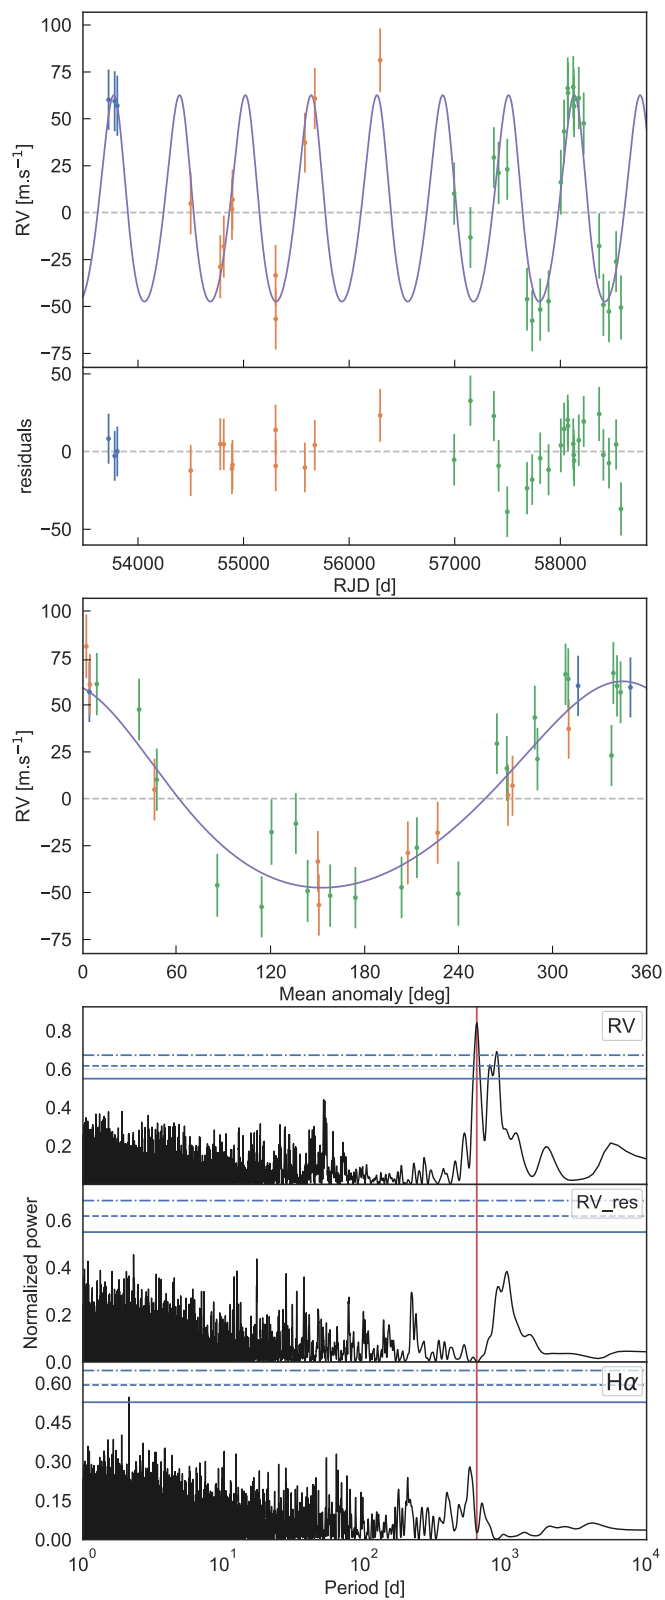 100
75
50
25
0
−25
−50
−75
RV [m.s⁻¹]
50
0
−50
residuals
54000 55000 56000 57000 58000
RJD [d]
100
75
50
25
0
−25
−50
−75
RV [m.s⁻¹]
0 60 120 180 240 300 360
Mean anomaly [deg]
RV
0.8
0.6
0.4
0.2
RV_res
0.6
0.4
0.2
0.0
Normalized power
Hα
0.60
0.45
0.30
0.15
0.00
10⁰ 10¹ 10² 10³ 10⁴
Period [d]